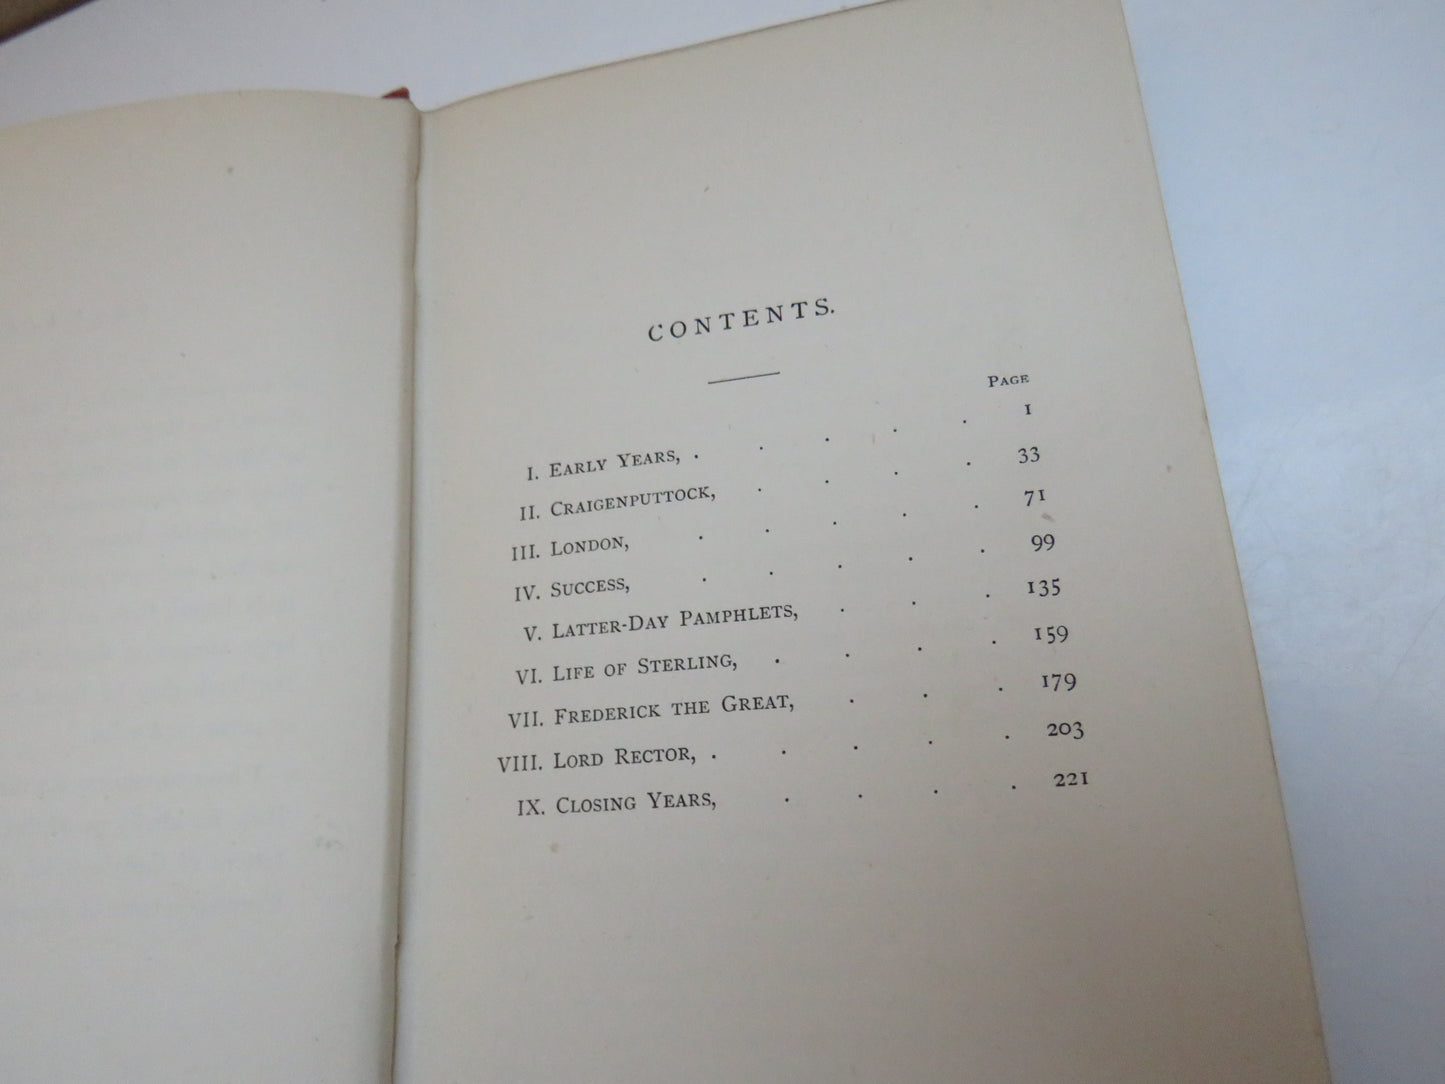 CONTENTS.
PAGE
I. EARLY YEARS, . . . . . 1
II. CRAIGENPUTTOCK, . . . . 33
III. LONDON, . . . . . 71
IV. SUCCESS, . . . . . 99
V. LATTER-DAY PAMPHLETS, . . . 135
VI. LIFE OF STERLING, . . . . 159
VII. FREDERICK THE GREAT, . . . 179
VIII. LORD RECTOR, . . . . . 203
IX. CLOSING YEARS, . . . . 221